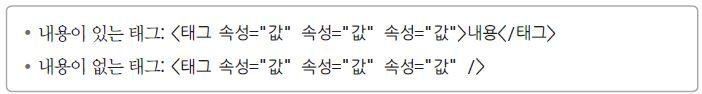 • 내용이 있는 태그: <태그 속성="값" 속성="값" 속성="값">내용</태그>
• 내용이 없는 태그: <태그 속성="값" 속성="값" 속성="값" />